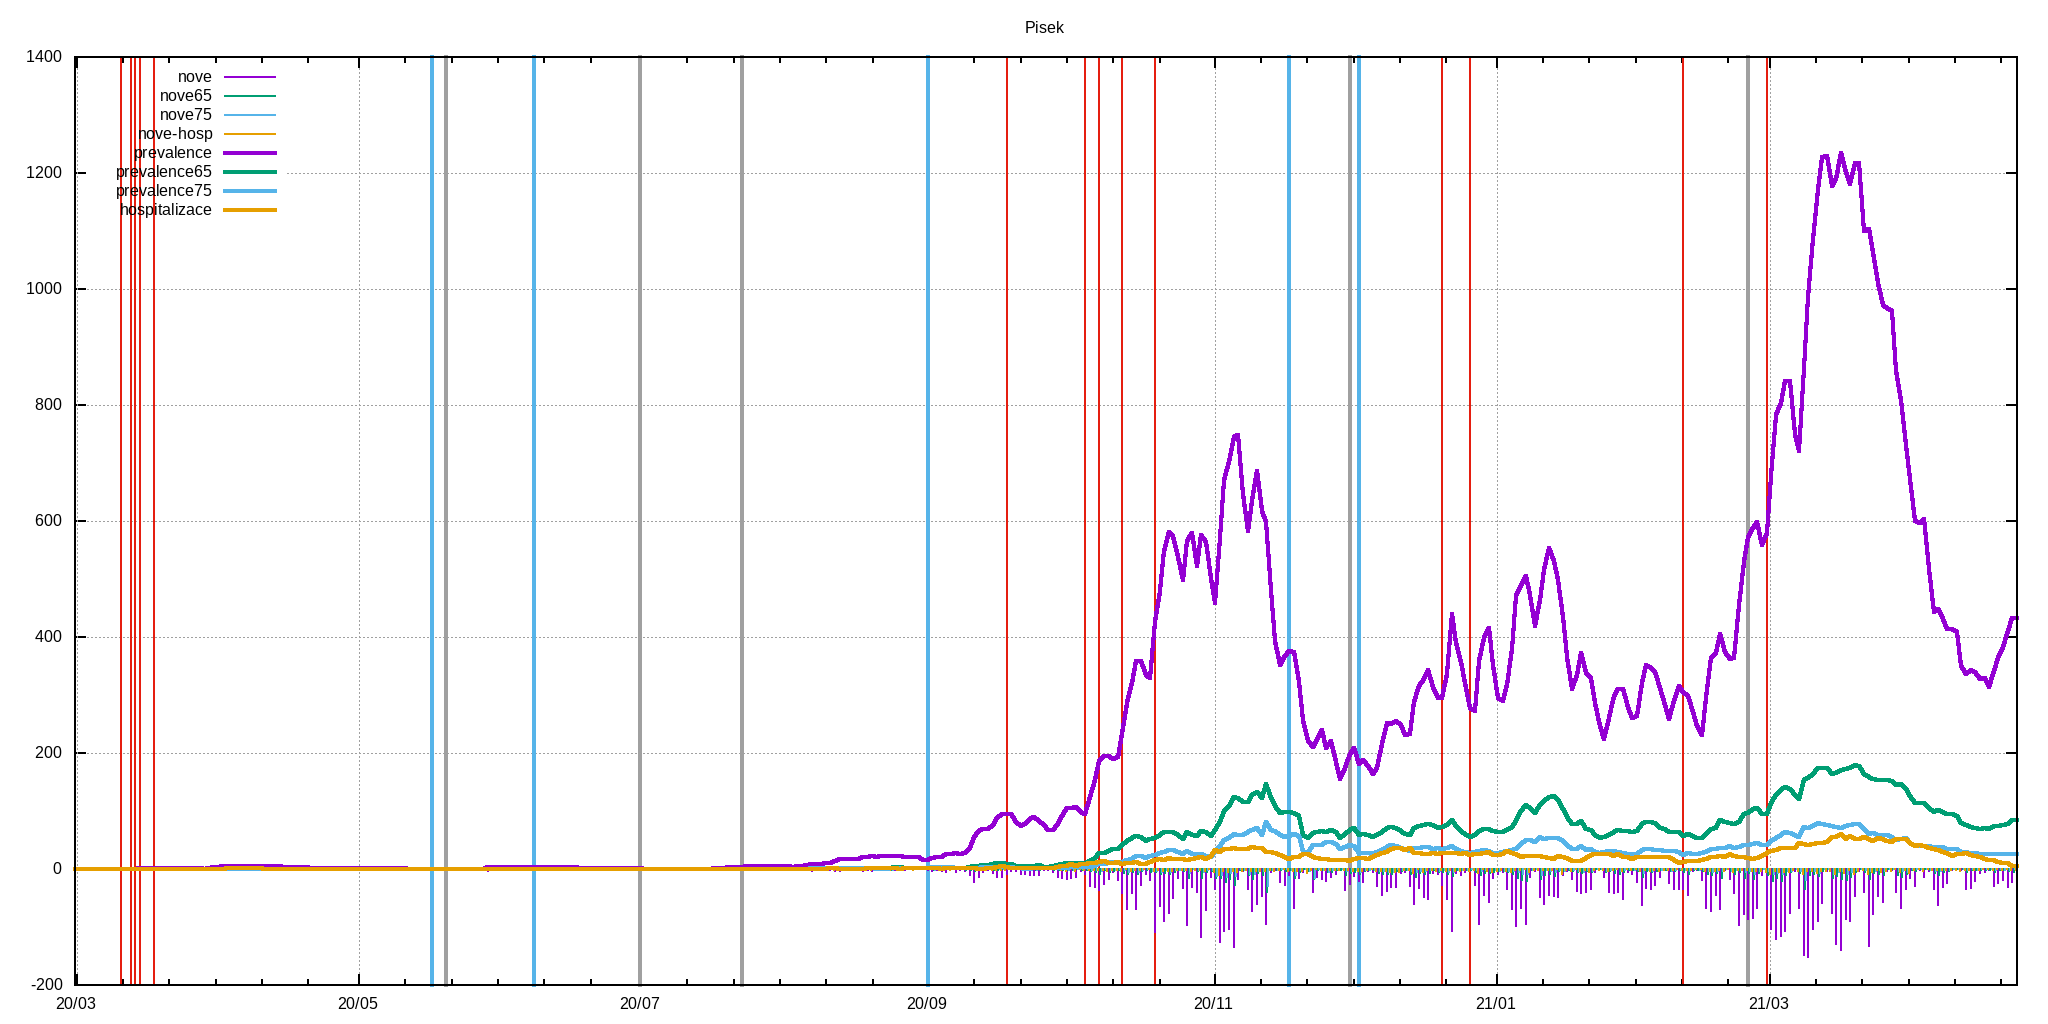 Pisek
1400
1200
1000
800
600
400
200
0
-200
nove
nove65
nove75
nove-hosp
prevalence
prevalence65
prevalence75
hospitalizace
20/03 20/05 20/07 20/09 20/11 21/01 21/03